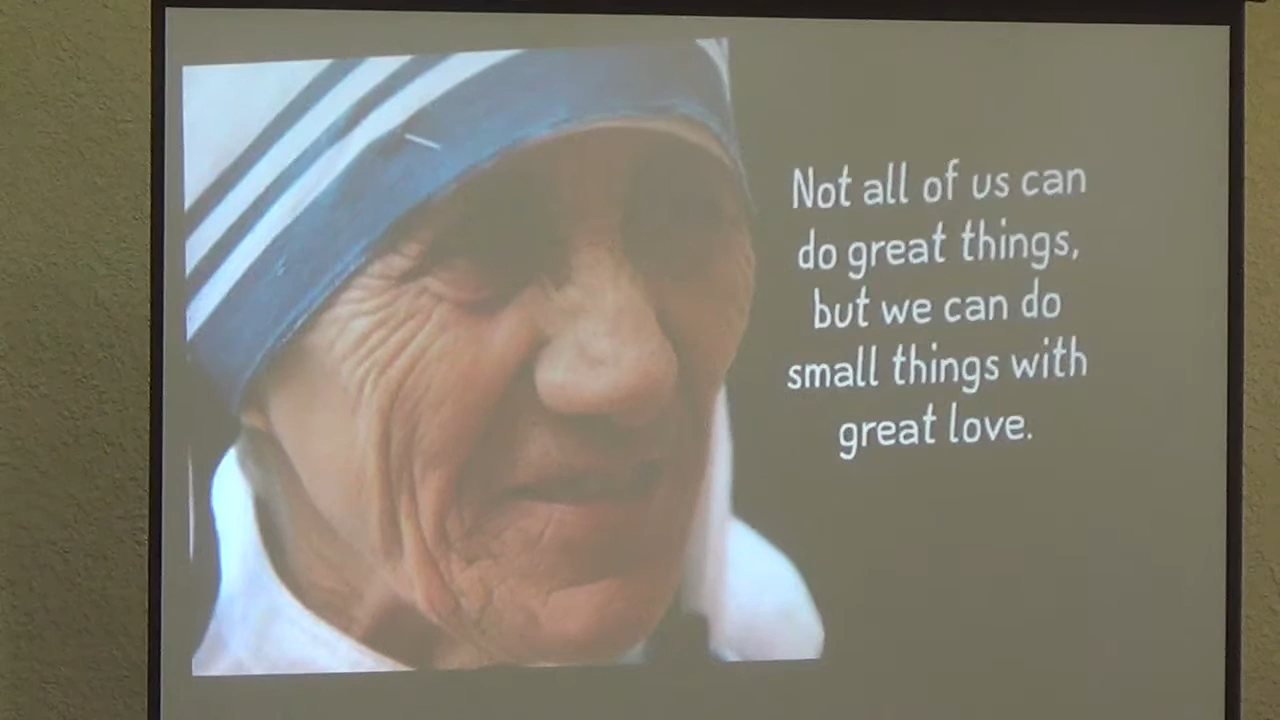 Not all of us can
do great things,
but we can do
small things with
great love.